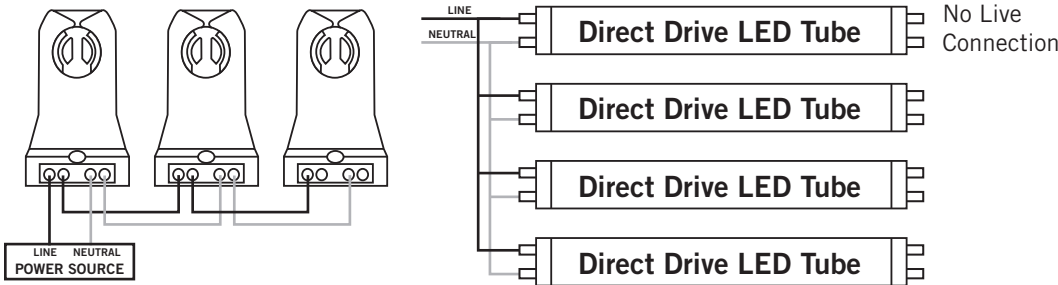 LINE NEUTRAL
POWER SOURCE
LINE
NEUTRAL
Direct Drive LED Tube
No Live
Connection
Direct Drive LED Tube
Direct Drive LED Tube
Direct Drive LED Tube